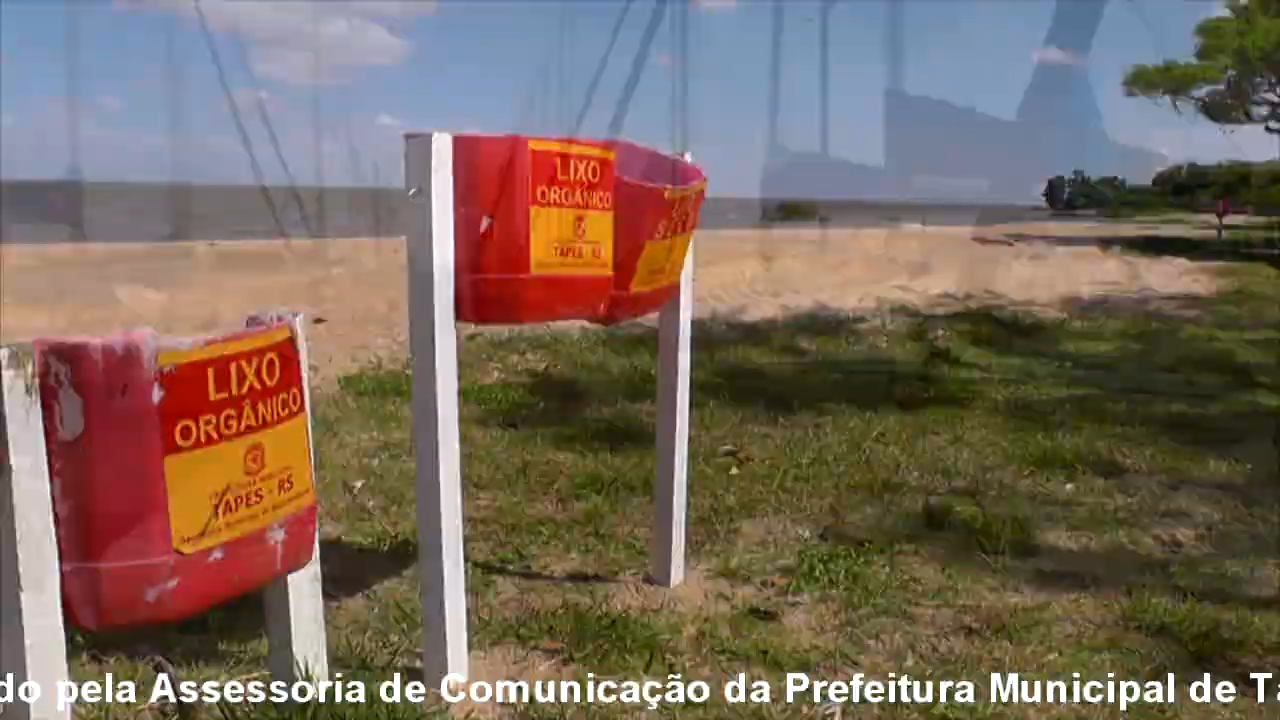 LIXO
ORGÂNICO
TAPES - RS
LIXO
ORGÂNICO
TAPES - RS
do pela Assessoria de Comunicação da Prefeitura Municipal de Ta